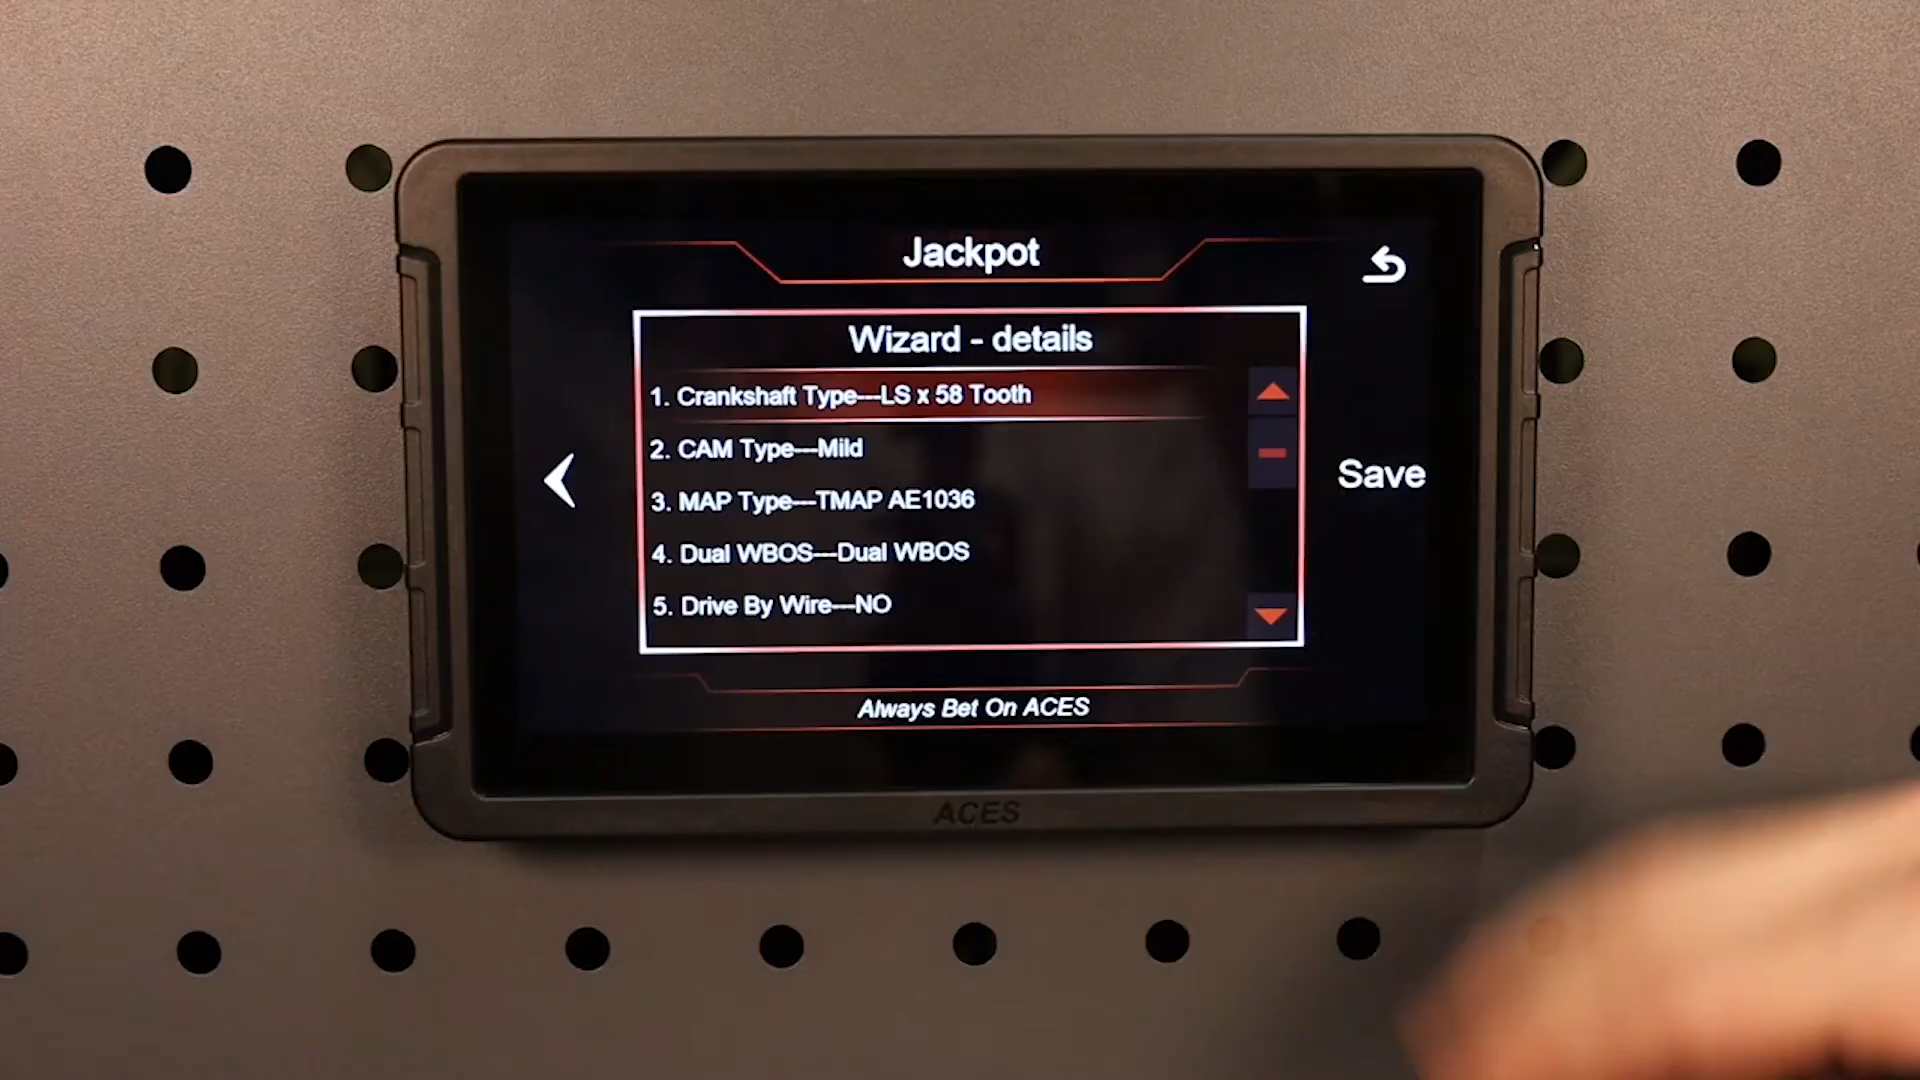 Jackpot
Wizard - details
1. Crankshaft Type---LS x 58 Tooth
2. CAM Type---Mild
3. MAP Type---TMAP AE1036
4. Dual WBOS---Dual WBOS
5. Drive By Wire---NO
Save
Always Bet On ACES
ACES